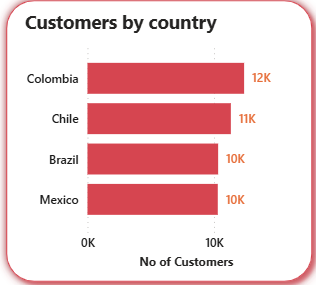 Customers by country
Colombia 12K
Chile 11K
Brazil 10K
Mexico 10K
0K 10K
No of Customers